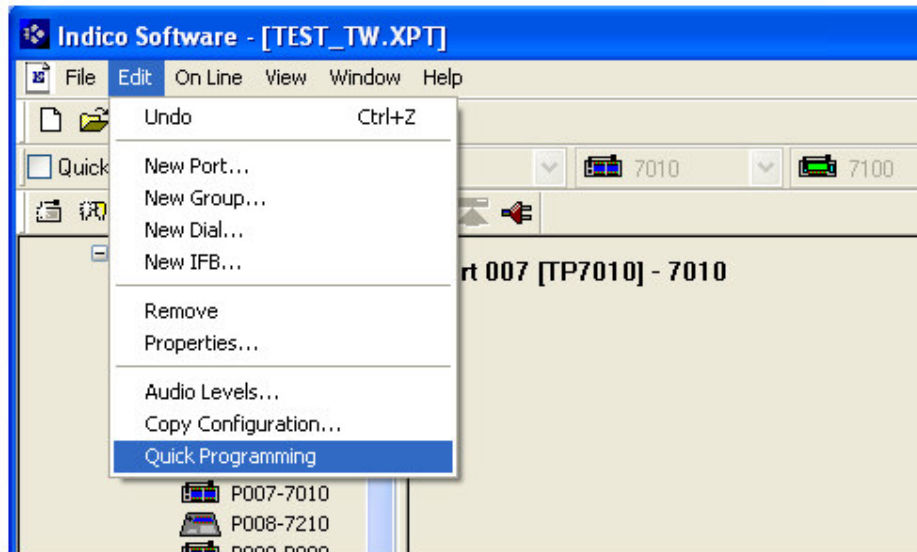 Indico Software - [TEST_TW.XPT]
File Edit On Line View Window Help
Undo Ctrl+Z
Quick 7010 7100
New Port...
New Group...
New Dial...
New IFB...
rt 007 [TP7010] - 7010
Remove
Properties...
Audio Levels...
Copy Configuration...
Quick Programming
P007-7010
P008-7210